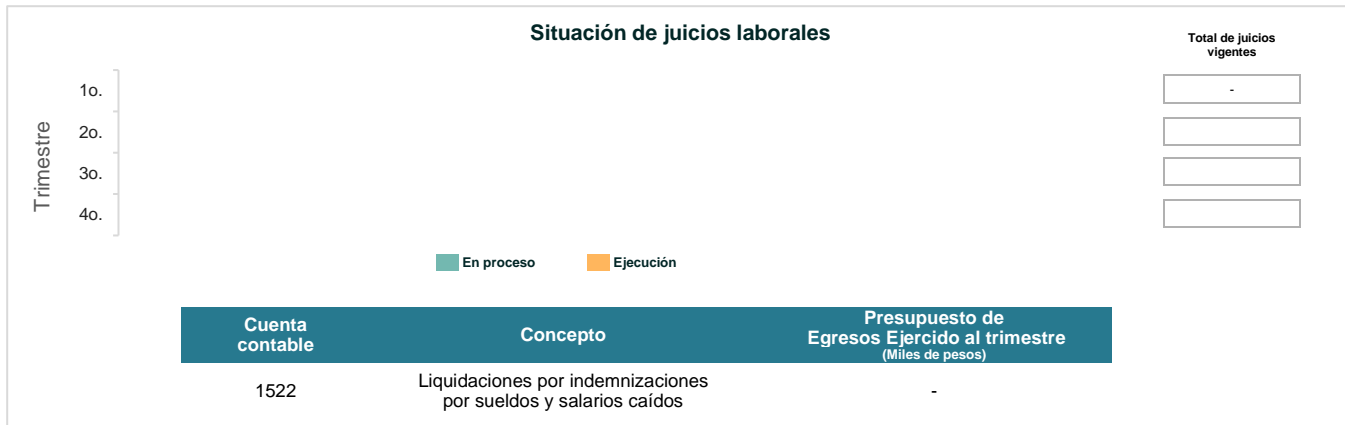 Situación de juicios laborales
Total de juicios
vigentes
Trimestre
1o.
-
2o.
3o.
4o.
En proceso
Ejecución
Cuenta
contable
Concepto
Presupuesto de
Egresos Ejercido al trimestre
(Miles de pesos)
1522
Liquidaciones por indemnizaciones
por sueldos y salarios caídos
-